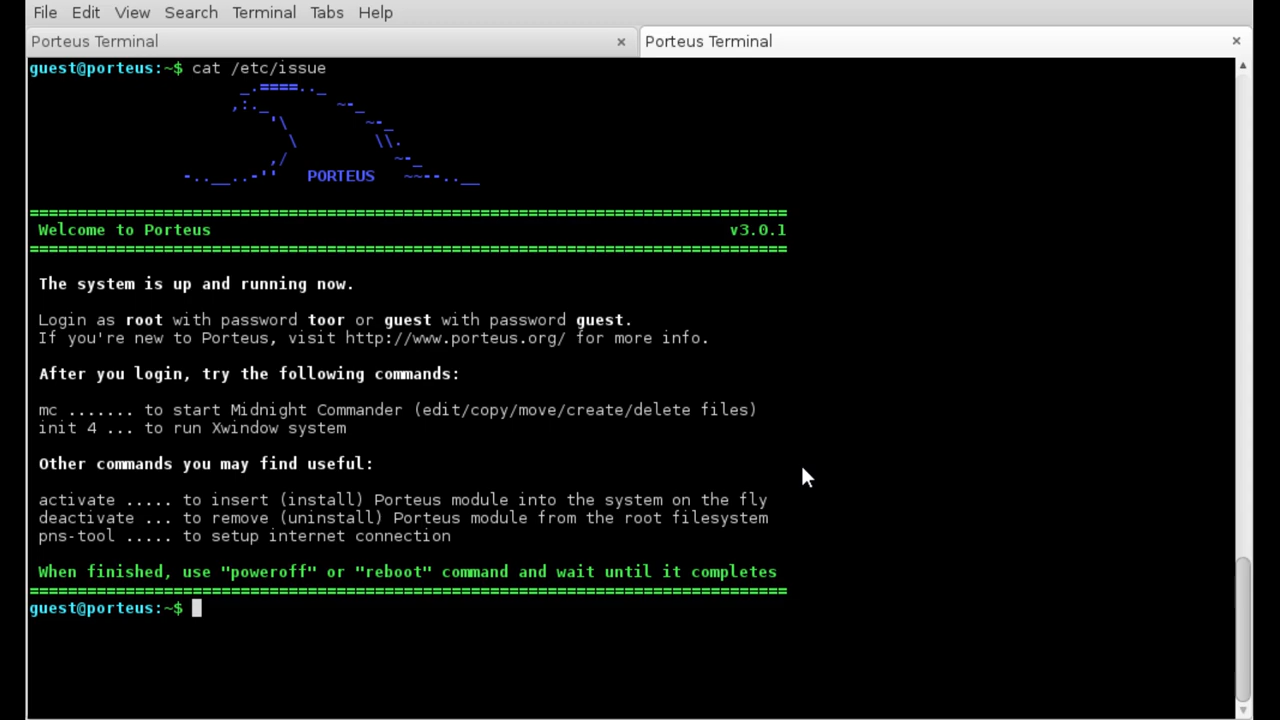 File Edit View Search Terminal Tabs Help
Porteus Terminal × Porteus Terminal ×
guest@porteus:~$ cat /etc/issue
_.====.._
,:._ ~-_
'\ ~-_
\ \\.
,/ ~-_
-..__..-'' PORTEUS ~~--..__
===============================================================================
Welcome to Porteus v3.0.1
===============================================================================
The system is up and running now.
Login as root with password toor or guest with password guest.
If you're new to Porteus, visit http://www.porteus.org/ for more info.
After you login, try the following commands:
mc ....... to start Midnight Commander (edit/copy/move/create/delete files)
init 4 ... to run Xwindow system
Other commands you may find useful:
activate ..... to insert (install) Porteus module into the system on the fly
deactivate ... to remove (uninstall) Porteus module from the root filesystem
pns-tool ..... to setup internet connection
When finished, use "poweroff" or "reboot" command and wait until it completes
===============================================================================
guest@porteus:~$